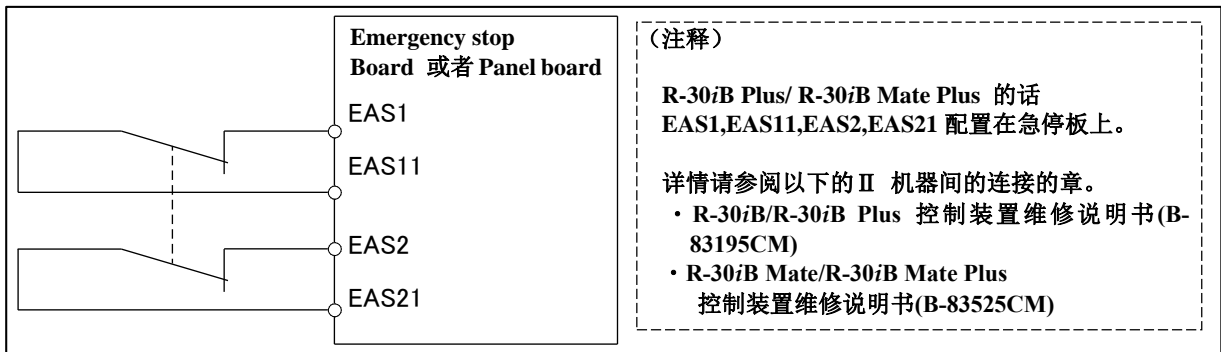 Emergency stop
Board 或者 Panel board
EAS1
EAS11
EAS2
EAS21
（注释）
R-30iB Plus/ R-30iB Mate Plus 的话
EAS1,EAS11,EAS2,EAS21 配置在急停板上。
详情请参阅以下的Ⅱ 机器间的连接的章。
・R-30iB/R-30iB Plus 控制装置维修说明书(B-
83195CM)
・R-30iB Mate/R-30iB Mate Plus
控制装置维修说明书(B-83525CM)